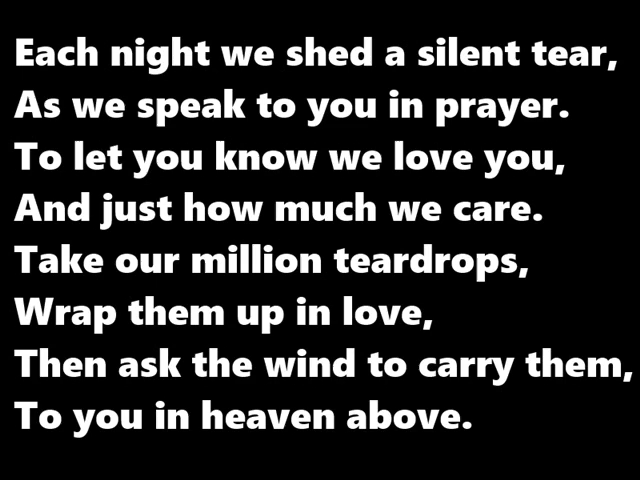 Each night we shed a silent tear,
As we speak to you in prayer.
To let you know we love you,
And just how much we care.
Take our million teardrops,
Wrap them up in love,
Then ask the wind to carry them,
To you in heaven above.